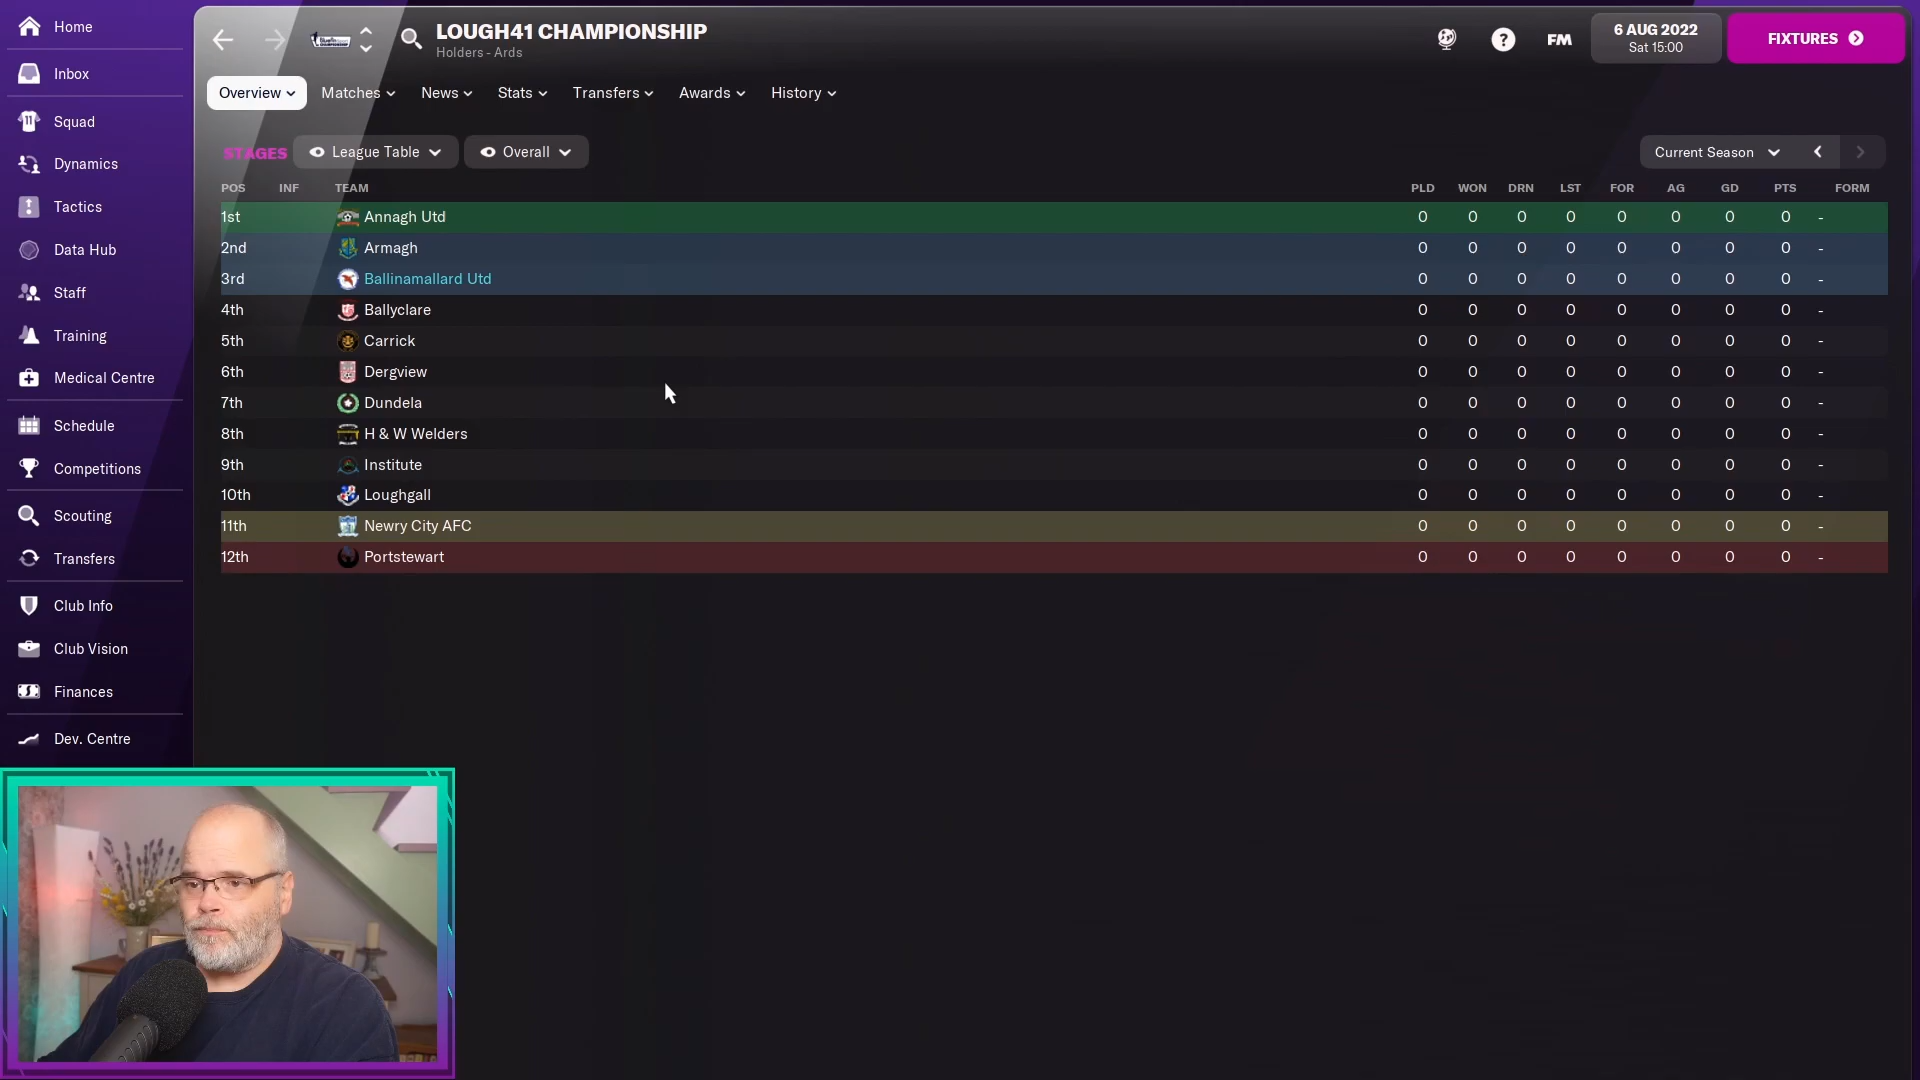 Home
Inbox
Squad
Dynamics
Tactics
Data Hub
Staff
Training
Medical Centre
Schedule
Competitions
Scouting
Transfers
Club Info
Club Vision
Finances
Dev. Centre
LOUGH41 CHAMPIONSHIP
Holders - Ards
FM
6 AUG 2022
Sat 15:00
FIXTURES
Overview Matches News Stats Transfers Awards History
STAGES League Table Overall Current Season
POS INF TEAM PLD WON DRN LST FOR AG GD PTS FORM
1st Annagh Utd 0 0 0 0 0 0 0 0 -
2nd Armagh 0 0 0 0 0 0 0 0 -
3rd Ballinamallard Utd 0 0 0 0 0 0 0 0 -
4th Ballyclare 0 0 0 0 0 0 0 0 -
5th Carrick 0 0 0 0 0 0 0 0 -
6th Dergview 0 0 0 0 0 0 0 0 -
7th Dundela 0 0 0 0 0 0 0 0 -
8th H & W Welders 0 0 0 0 0 0 0 0 -
9th Institute 0 0 0 0 0 0 0 0 -
10th Loughgall 0 0 0 0 0 0 0 0 -
11th Newry City AFC 0 0 0 0 0 0 0 0 -
12th Portstewart 0 0 0 0 0 0 0 0 -